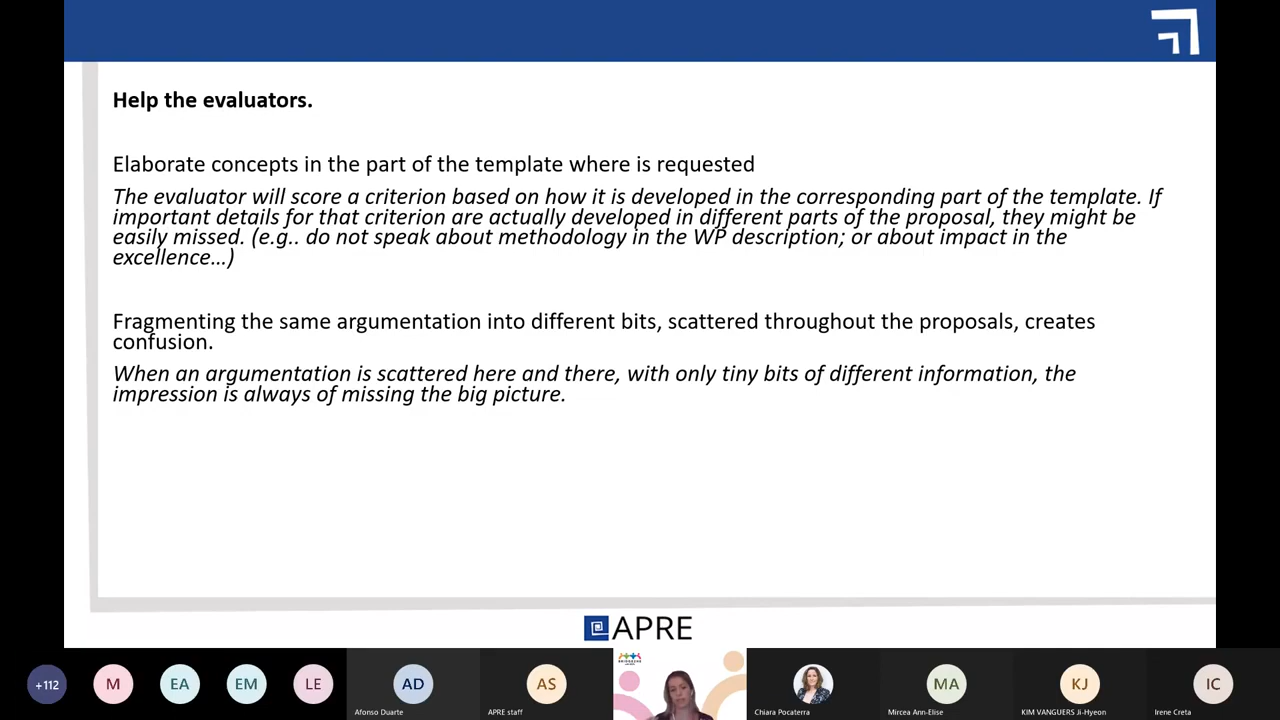 Help the evaluators.
Elaborate concepts in the part of the template where is requested
The evaluator will score a criterion based on how it is developed in the corresponding part of the template. If
important details for that criterion are actually developed in different parts of the proposal, they might be
easily missed. (e.g.. do not speak about methodology in the WP description; or about impact in the
excellence…)
Fragmenting the same argumentation into different bits, scattered throughout the proposals, creates
confusion.
When an argumentation is scattered here and there, with only tiny bits of different information, the
impression is always of missing the big picture.
APRE
+112
M
EA
EM
LE
AD
Afonso Duarte
AS
APRE staff
Chiara Pocaterra
MA
Mircea Ann-Elise
KJ
KIM VANGUERS Ji-Hyeon
IC
Irene Creta